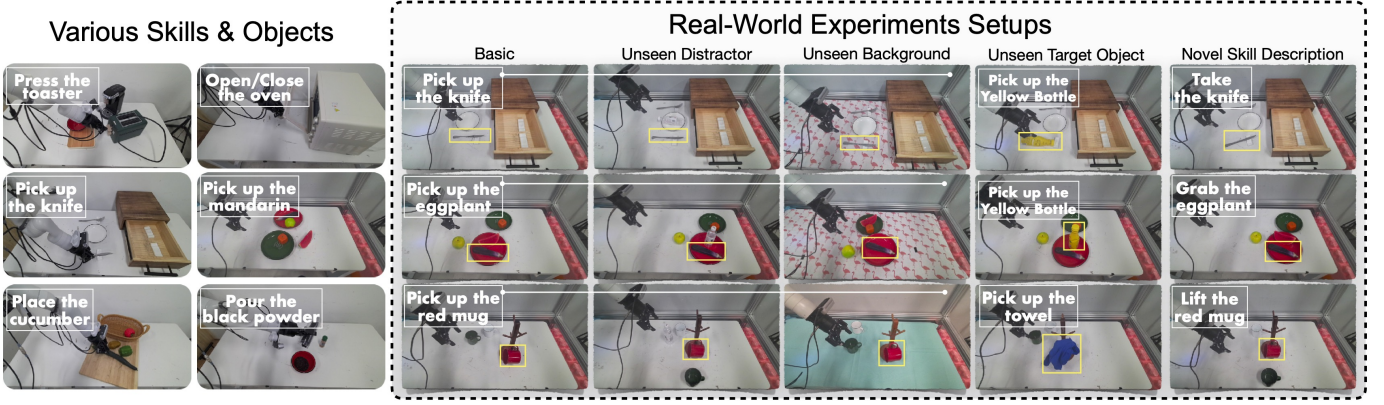 Various Skills & Objects
Press the
toaster
Open/Close
the oven
Pick up
the knife
Pick up the
mandarin
Place the
cucumber
Pour the
black powder
Real-World Experiments Setups
Basic
Unseen Distractor
Unseen Background
Unseen Target Object
Novel Skill Description
Pick up
the knife
Pick up the
Yellow Bottle
Take
the knife
Pick up the
eggplant
Pick up the
Yellow Bottle
Grab the
eggplant
Pick up the
red mug
Pick up the
towel
Lift the
red mug